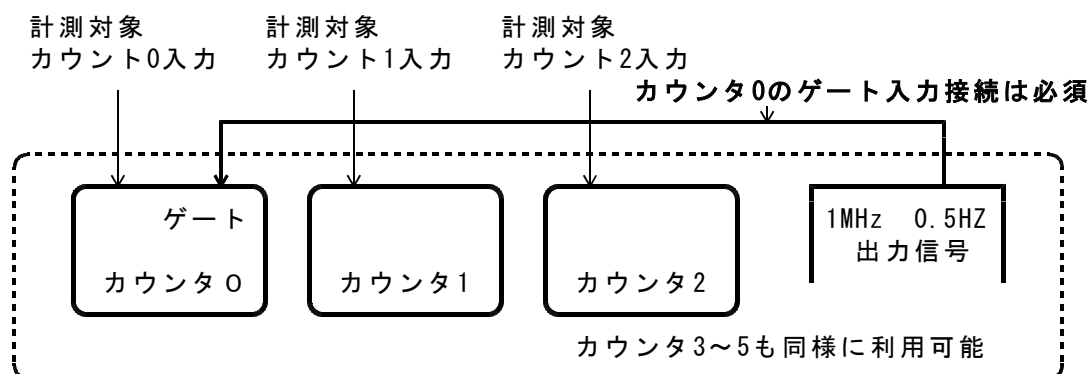 計測対象
カウント0入力
計測対象
カウント1入力
計測対象
カウント2入力
カウンタ0のゲート入力接続は必須
ゲート
カウンタ0
カウンタ1
カウンタ2
1MHz 0.5HZ
出力信号
カウンタ3～5も同様に利用可能